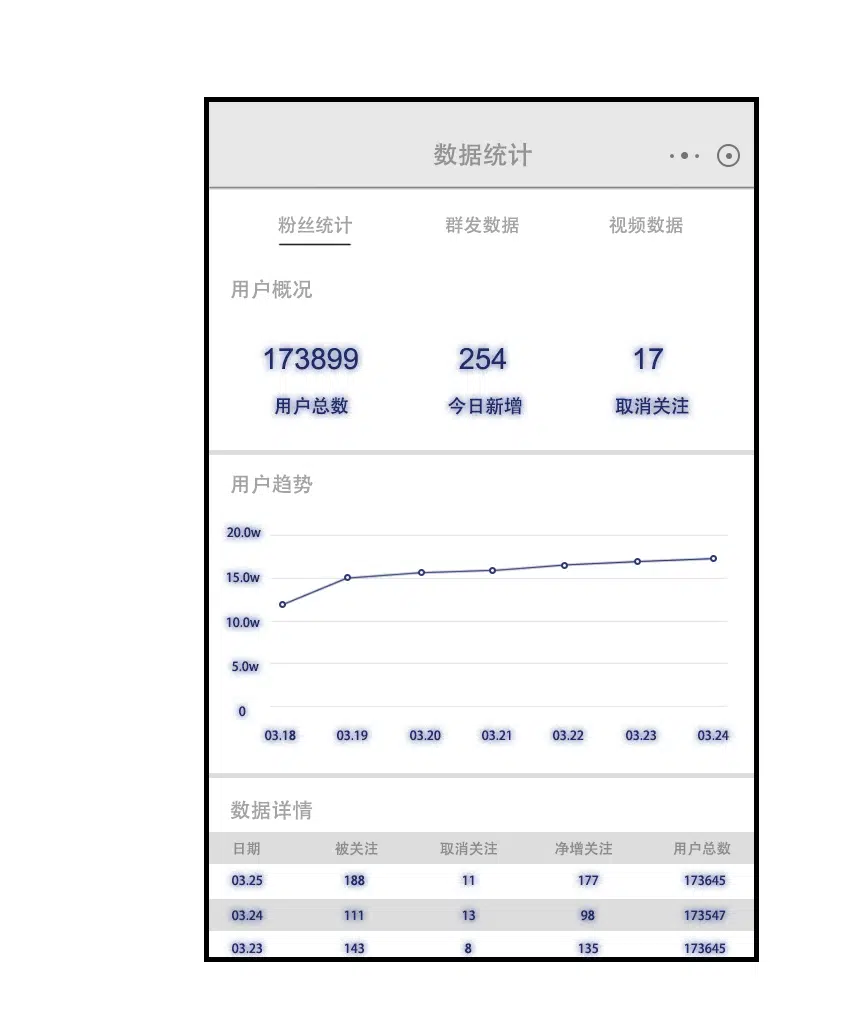 数据统计
粉丝统计 群发数据 视频数据
用户概况
173899 254 17
用户总数 今日新增 取消关注
用户趋势
20.0w
15.0w
10.0w
5.0w
0
03.18 03.19 03.20 03.21 03.22 03.23 03.24
数据详情
日期 被关注 取消关注 净增关注 用户总数
03.25 188 11 177 173645
03.24 111 13 98 173547
03.23 143 8 135 173645